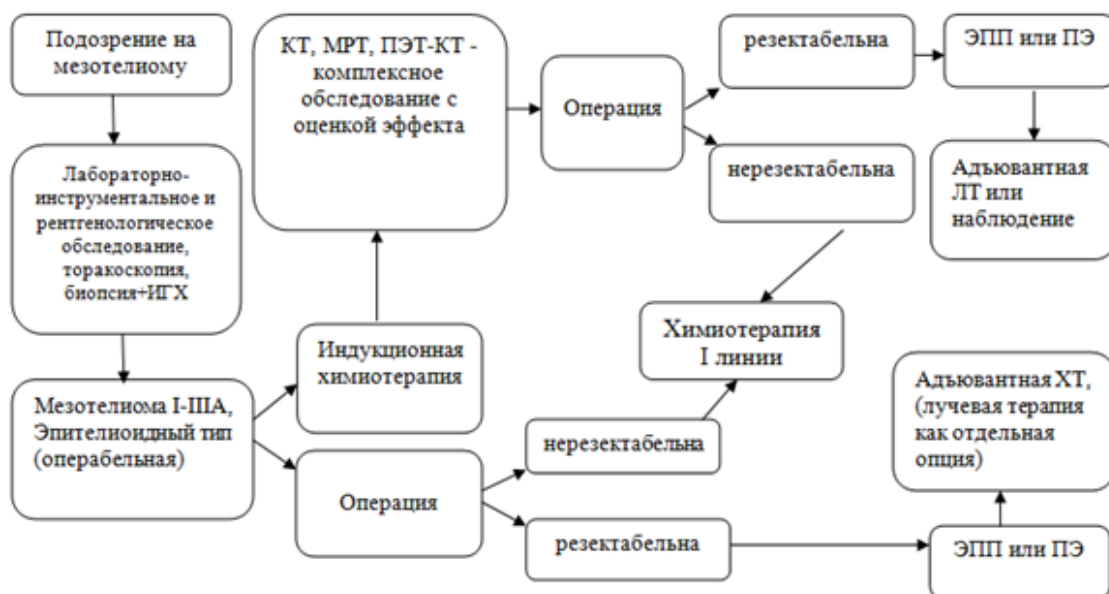 Подозрение на
мезотелиому
Лабораторно-
инструментальное и
рентгенологическое
обследование,
торакоскопия,
биопсия+ИГХ
Мезотелиома I-IIIA,
Эпителиоидный тип
(операбельная)
Индукционная
химиотерапия
КТ, МРТ, ПЭТ-КТ -
комплексное
обследование с
оценкой эффекта
Операция
резектабельна
ЭПП или ПЭ
Адъювантная
ЛТ или
наблюдение
нерезектабельна
Химиотерапия
I линии
Операция
нерезектабельна
резектабельна
ЭПП или ПЭ
Адъювантная ХТ,
(лучевая терапия
как отдельная
опция)